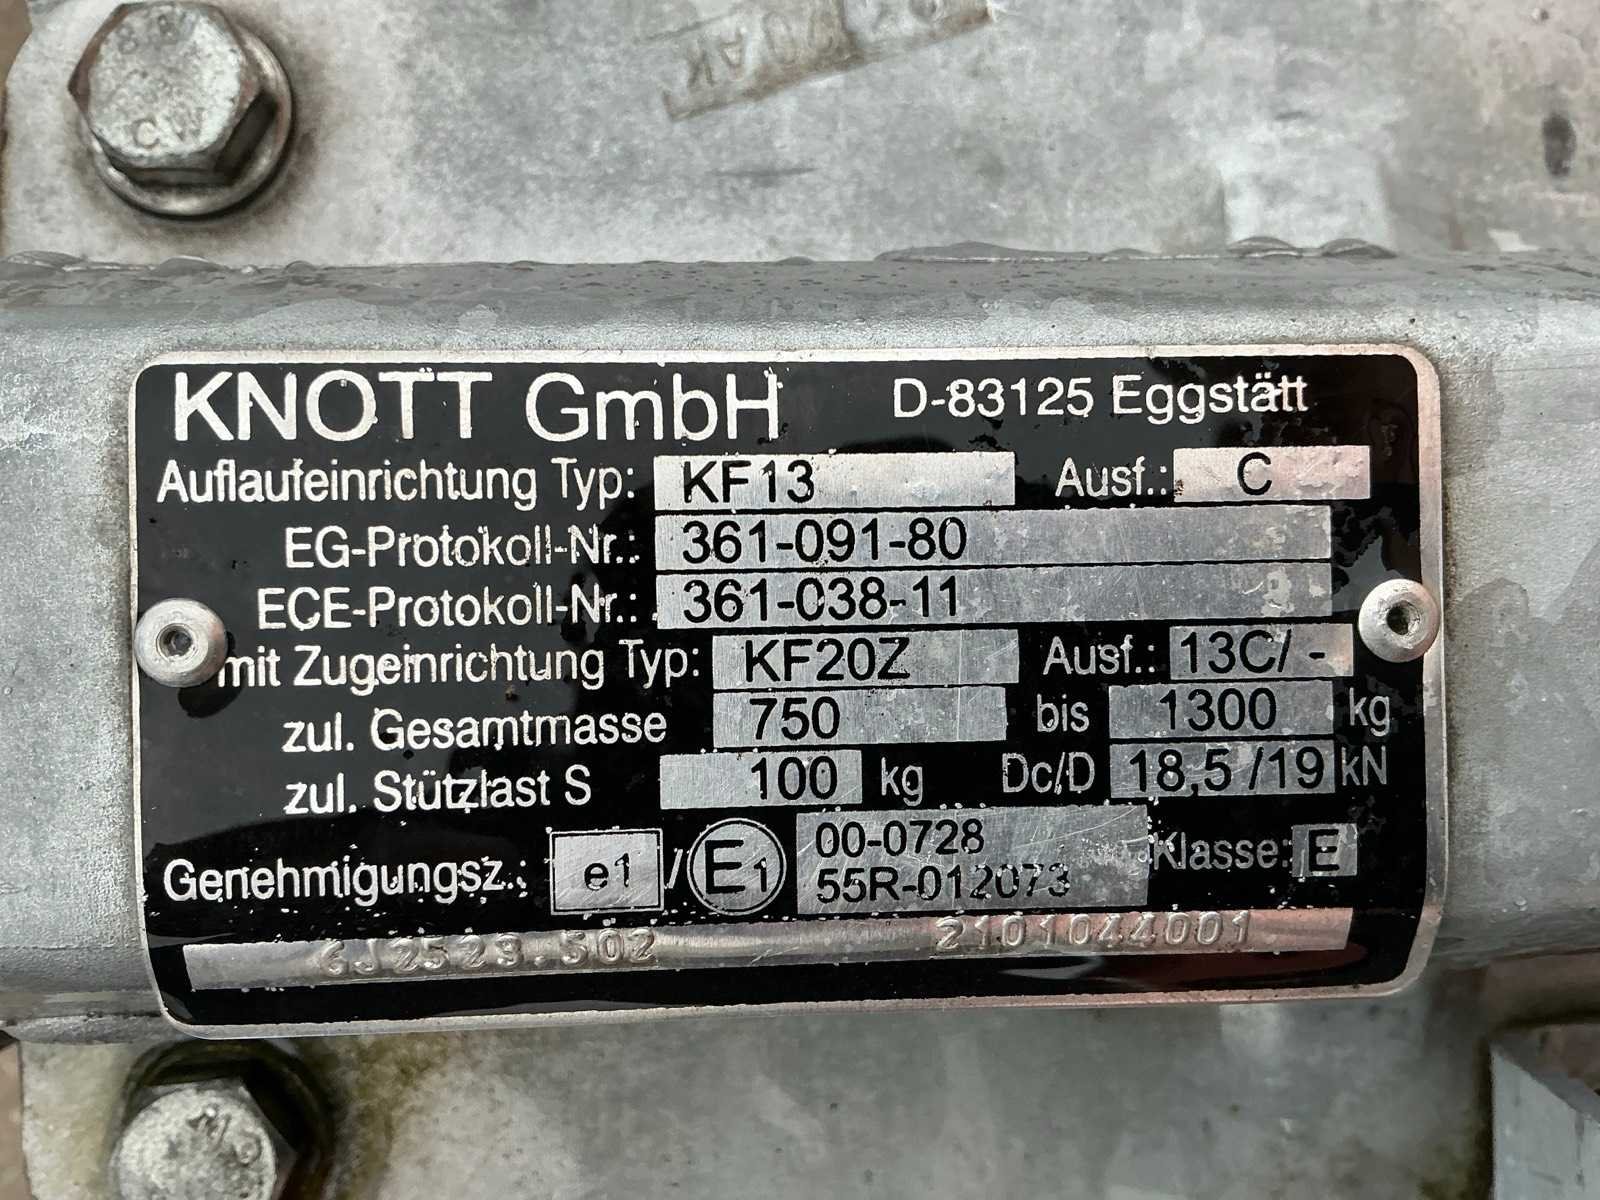 KNOTT GmbH D-83125 Eggstätt
Auflaufeinrichtung Typ: KF13 Ausf.: C
EG-Protokoll-Nr.: 361-091-80
ECE-Protokoll-Nr.: 361-038-11
mit Zugeinrichtung Typ: KF20Z Ausf.: 13C/ -
zul. Gesamtmasse 750 bis 1300 kg
zul. Stützlast S 100 kg Dc/D 18,5 /19 kN
Genehmigungsz.: e1 / E1 00-0728
55R-012073 Klasse: E
6J2529.502 2101044001